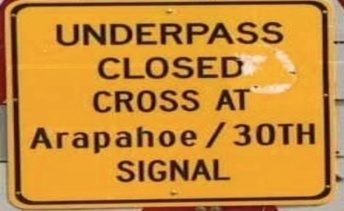 UNDERPASS
CLOSED
CROSS AT
Arapahoe / 30TH
SIGNAL